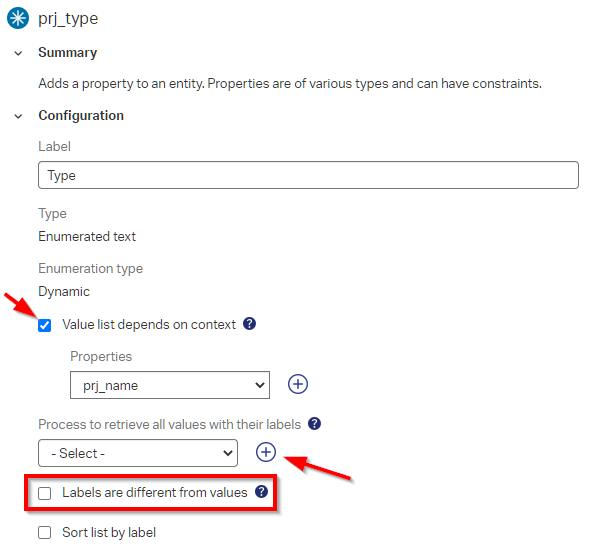 prj_type
Summary
Adds a property to an entity. Properties are of various types and can have constraints.
Configuration
Label
Type
Type
Enumerated text
Enumeration type
Dynamic
Value list depends on context ?
Properties
prj_name
Process to retrieve all values with their labels ?
- Select -
Labels are different from values ?
Sort list by label